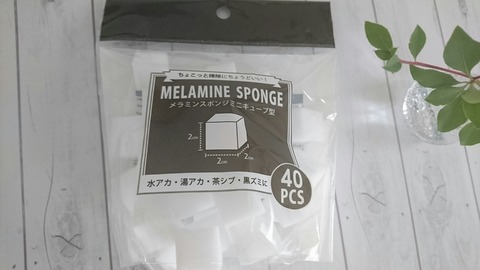 ちょこっと掃除にちょうどいい！
MELAMINE SPONGE
メラミンスポンジミニキューブ型
2cm
2cm
2cm
40
PCS
水アカ・湯アカ・茶シブ・黒ズミに